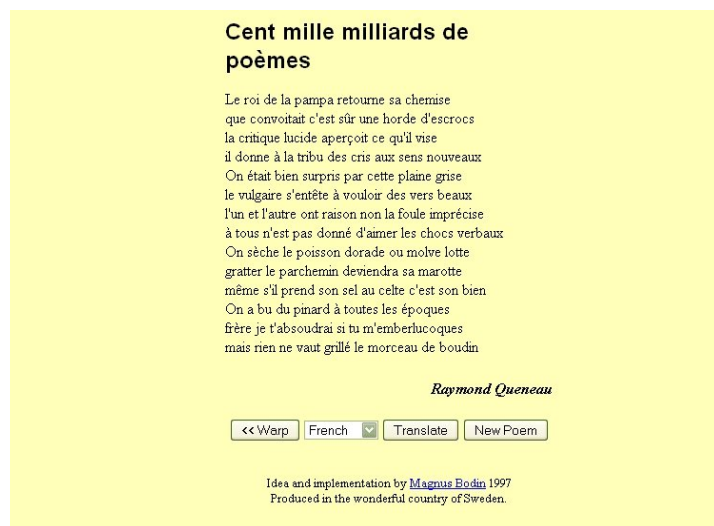 Cent mille milliards de
poèmes
Le roi de la pampa retourne sa chemise
que convoitait c'est sûr une horde d'escrocs
la critique lucide aperçoit ce qu'il vise
il donne à la tribu des cris aux sens nouveaux
On était bien surpris par cette plaine grise
le vulgaire s'entête à vouloir des vers beaux
l'un et l'autre ont raison non la foule imprécise
à tous n'est pas donné d'aimer les chocs verbaux
On sèche le poisson dorade ou molve lotte
gratter le parchemin deviendra sa marotte
même s'il prend son sel au celte c'est son bien
On a bu du pinard à toutes les époques
frère je t'absoudrai si tu m'emberlucoques
mais rien ne vaut grillé le morceau de boudin
Raymond Queneau
<< Warp French Translate New Poem
Idea and implementation by Magnus Bodin 1997
Produced in the wonderful country of Sweden.